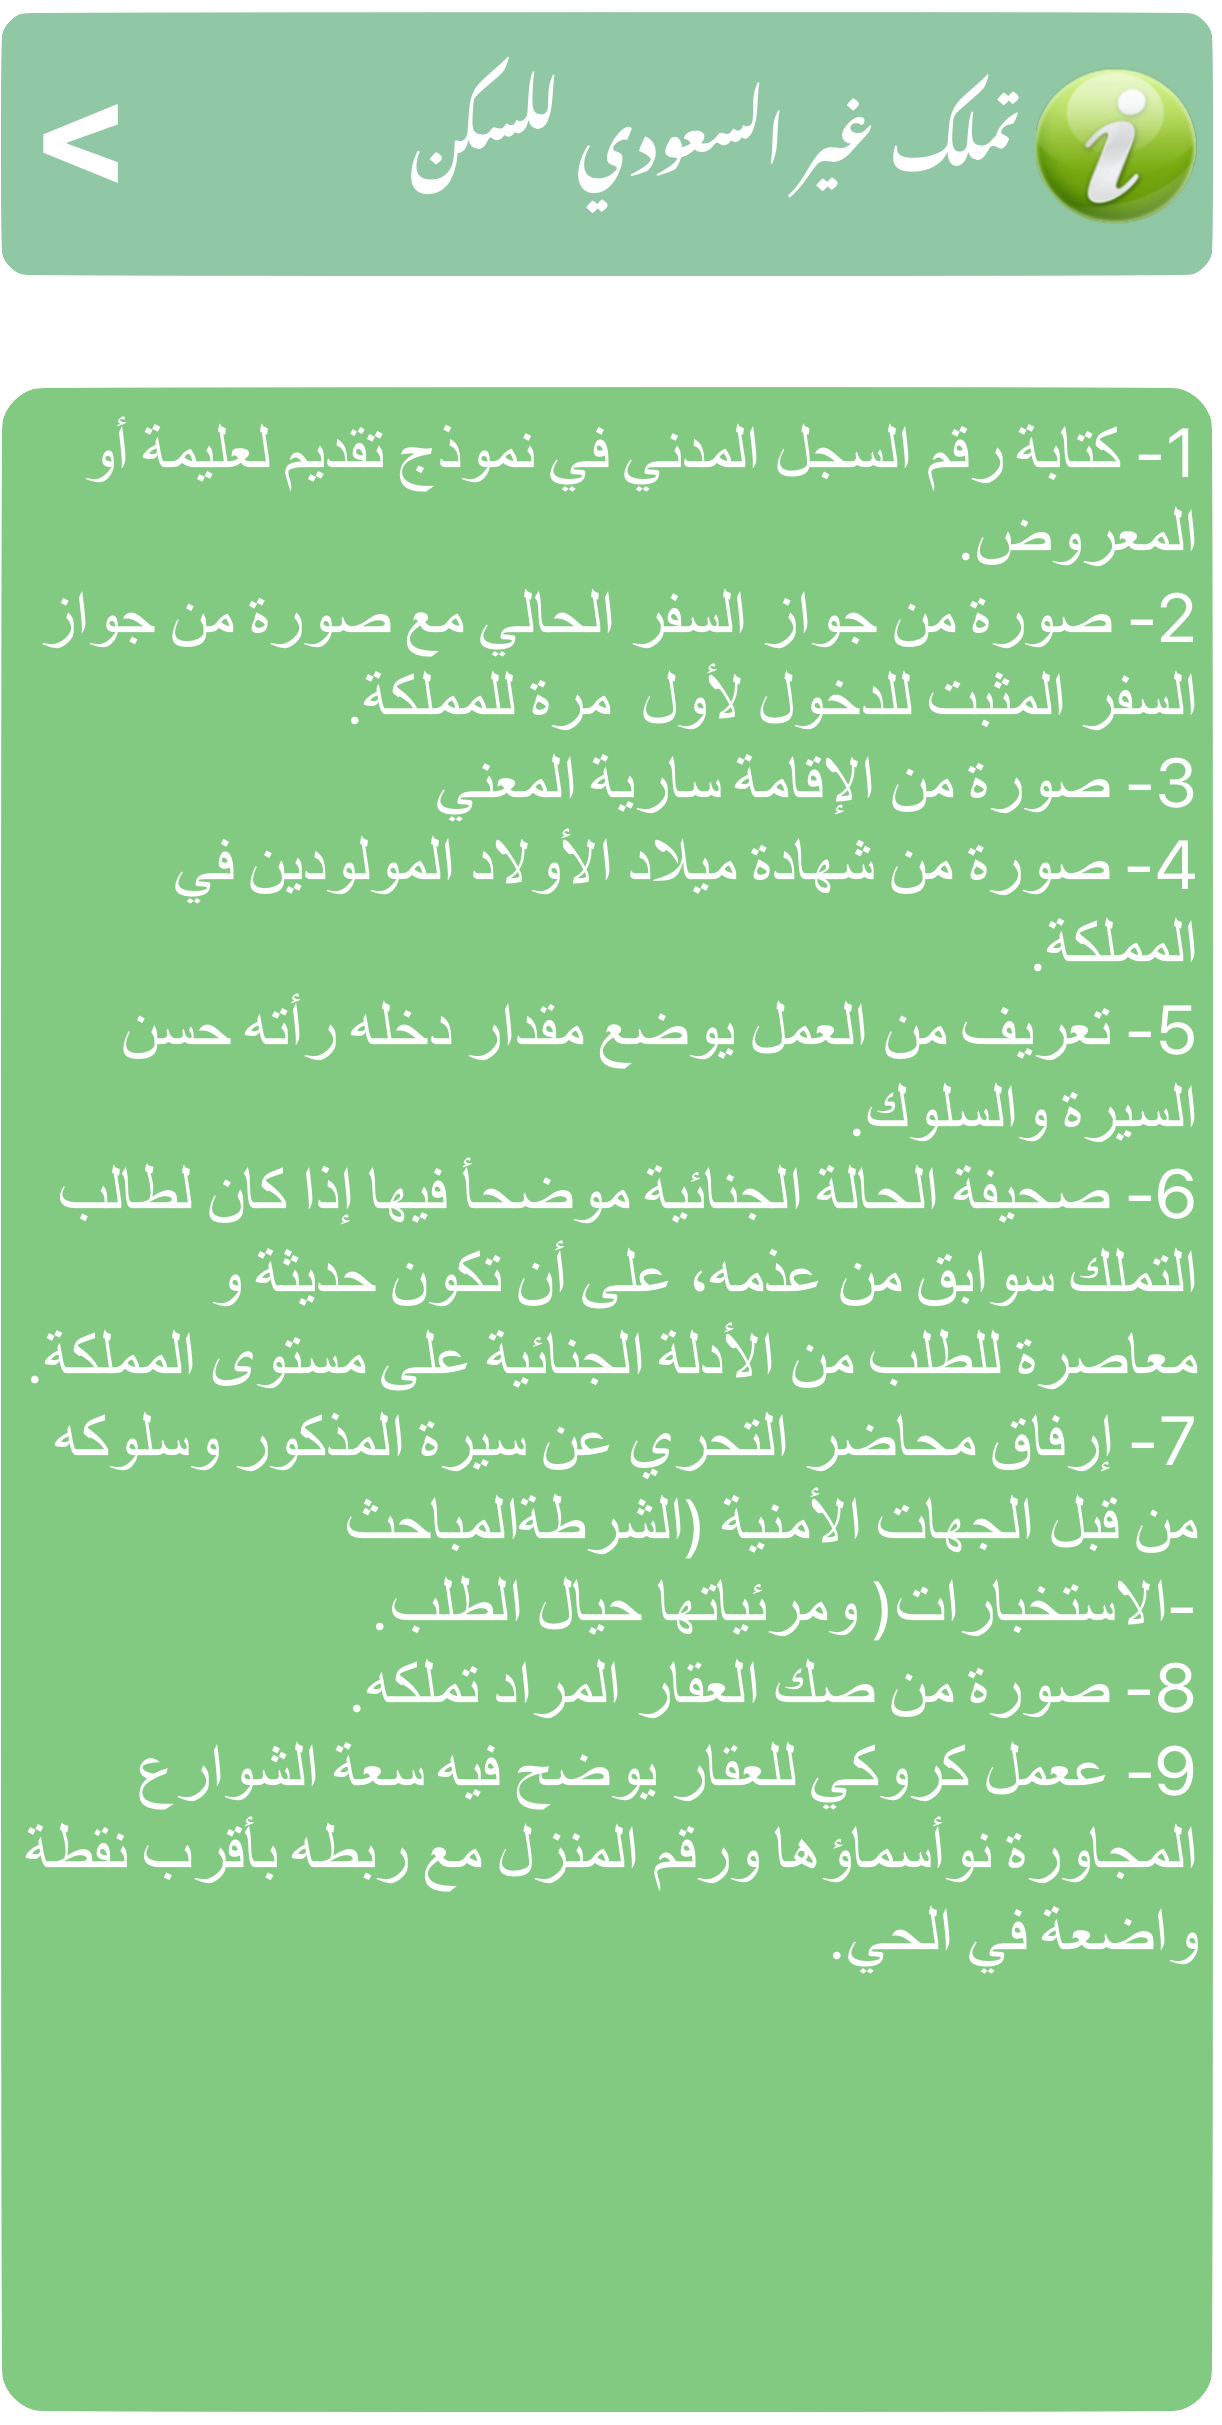 تملك غير السعودي للسكن <
1- كتابة رقم السجل المدني في نموذج تقديم لعليمة أو
المعروض.
2- صورة من جواز السفر الحالي مع صورة من جواز
السفر المثبت للدخول لأول مرة للمملكة.
3- صورة من الإقامة سارية المعني
4- صورة من شهادة ميلاد الأولاد المولودين في
المملكة.
5- تعريف من العمل يوضع مقدار دخله رأته حسن
السيرة والسلوك.
6- صحيفة الحالة الجنائية موضحأ فيها إذا كان لطالب
التملك سوابق من عذمه، على أن تكون حديثة و
معاصرة للطلب من الأدلة الجنائية على مستوى المملكة.
7- إرفاق محاضر التحري عن سيرة المذكور وسلوكه
من قبل الجهات الأمنية (الشرطةالمباحث
-الاستخبارات( ومرئياتها حيال الطلب.
8- صورة من صك العقار المراد تملكه.
9- ععمل كروكي للعقار يوضح فيه سعة الشوارع
المجاورة نوأسماؤها ورقم المنزل مع ربطه بأقرب نقطة
واضعة في الحي.